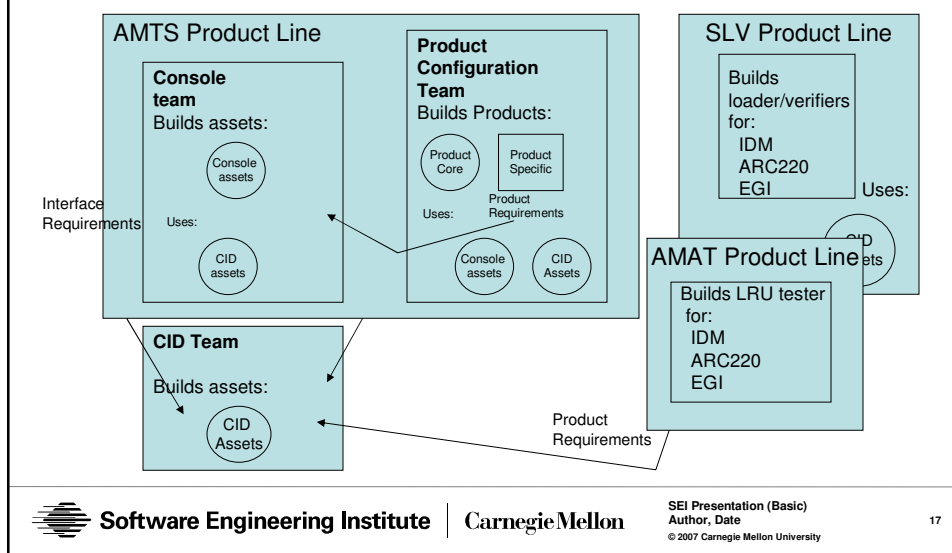 AMTS Product Line
Console
team
Builds assets:
Console
assets
Uses:
CID
assets
Interface
Requirements
Product
Configuration
Team
Builds Products:
Product
Core
Product
Specific
Uses:
Product
Requirements
Console
assets
CID
Assets
SLV Product Line
Builds
loader/verifiers
for:
IDM
ARC220
EGI
Uses:
AMAT Product Line
Builds LRU tester
for:
IDM
ARC220
EGI
CID Team
Builds assets:
CID
Assets
Product
Requirements
Software Engineering Institute
Carnegie Mellon
SEI Presentation (Basic)
Author, Date
© 2007 Carnegie Mellon University
17